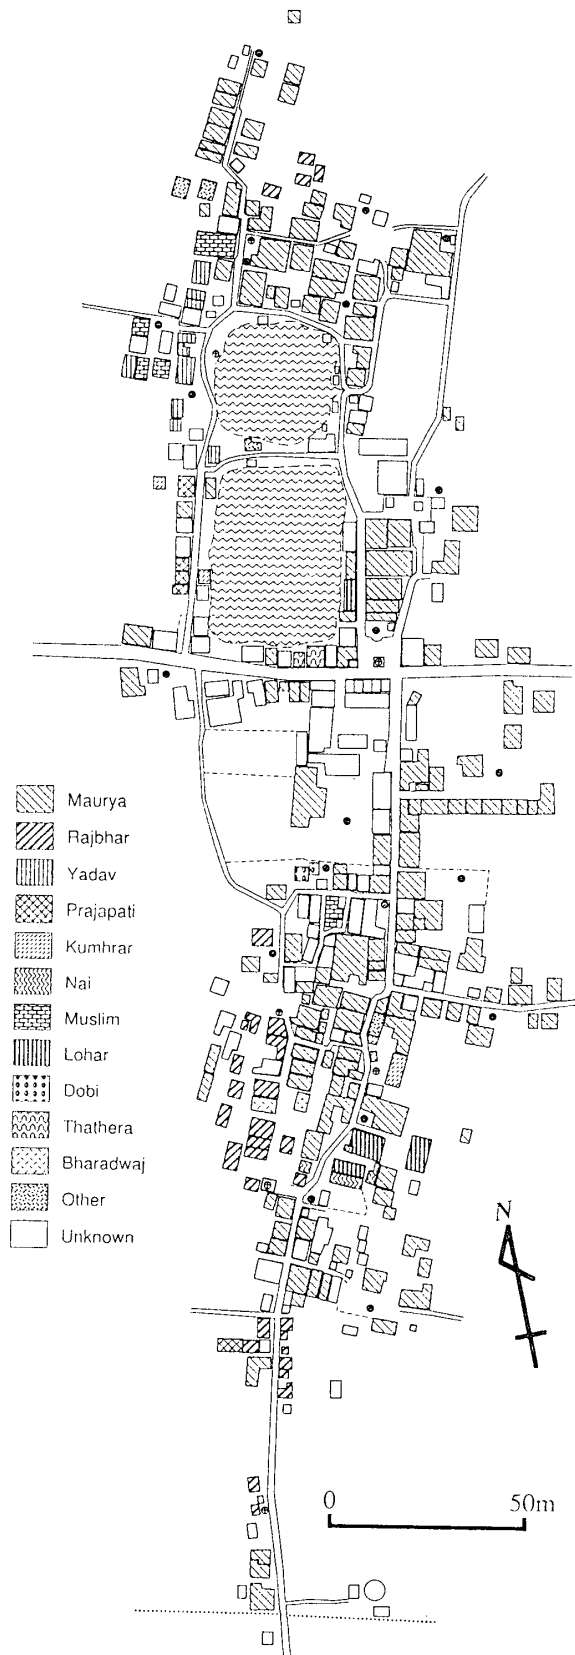 Maurya
Rajbhar
Yadav
Prajapati
Kumhrar
Nai
Muslim
Lohar
Dobi
Thathera
Bharadwaj
Other
Unknown
N
0 50m